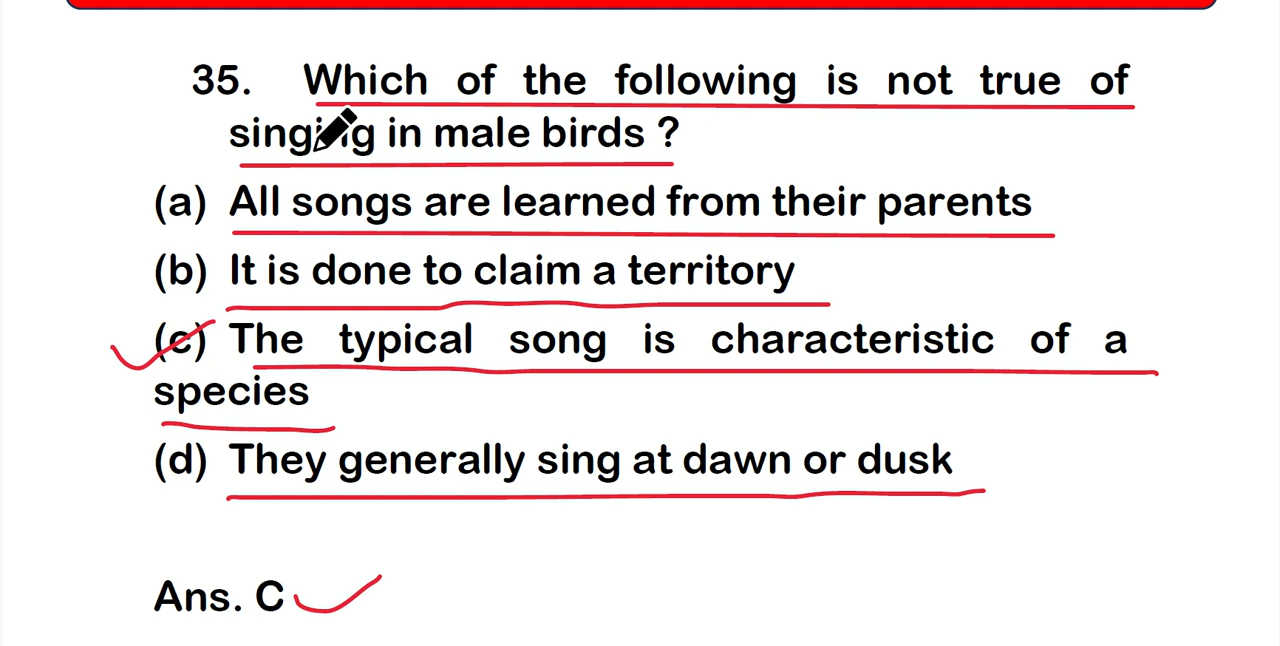 35. Which of the following is not true of
singing in male birds ?
(a) All songs are learned from their parents
(b) It is done to claim a territory
(c) The typical song is characteristic of a
species
(d) They generally sing at dawn or dusk
Ans. C